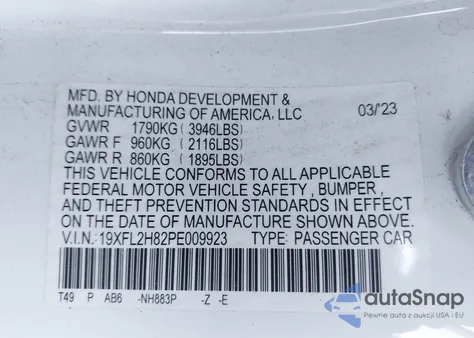 MFD. BY HONDA DEVELOPMENT &
MANUFACTURING OF AMERICA, LLC 03/23
GVWR 1790KG (3946LBS)
GAWR F 960KG (2116LBS)
GAWR R 860KG (1895LBS)
THIS VEHICLE CONFORMS TO ALL APPLICABLE
FEDERAL MOTOR VEHICLE SAFETY , BUMPER,
AND THEFT PREVENTION STANDARDS IN EFFECT
ON THE DATE OF MANUFACTURE SHOWN ABOVE.
V.I.N.: 19XFL2H82PE009923 TYPE: PASSENGER CAR
T49 P AB6 -NH883P -Z -E
autoSnap
Pewne auta z USA i EU